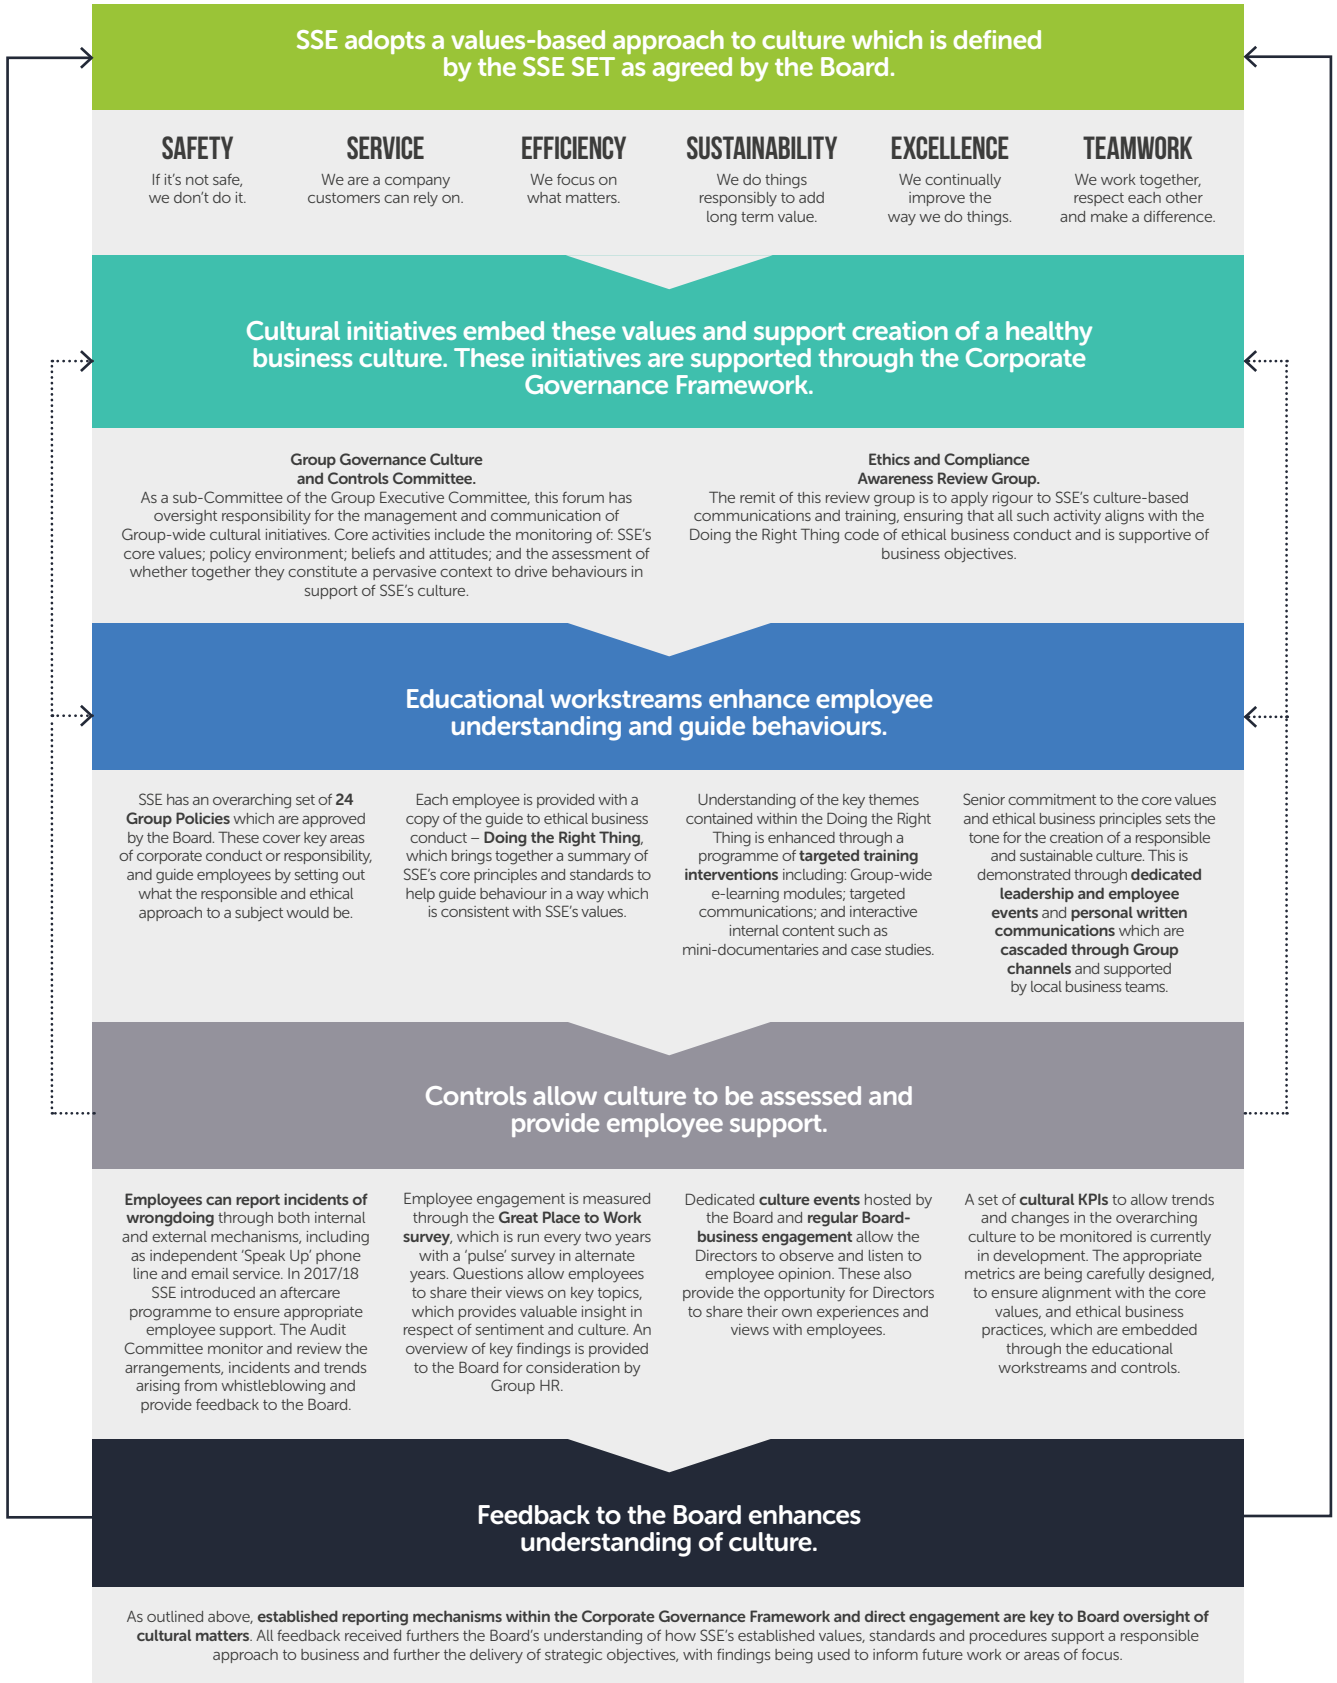 SSE adopts a values-based approach to culture which is defined
by the SSE SET as agreed by the Board.
SAFETY
If it's not safe,
we don't do it.
SERVICE
We are a company
customers can rely on.
EFFICIENCY
We focus on
what matters.
SUSTAINABILITY
We do things
responsibly to add
long term value.
EXCELLENCE
We continually
improve the
way we do things.
TEAMWORK
We work together,
respect each other
and make a difference.
Cultural initiatives embed these values and support creation of a healthy
business culture. These initiatives are supported through the Corporate
Governance Framework.
Group Governance Culture
and Controls Committee.
As a sub-Committee of the Group Executive Committee, this forum has
oversight responsibility for the management and communication of
Group-wide cultural initiatives. Core activities include the monitoring of: SSE's
core values; policy environment; beliefs and attitudes; and the assessment of
whether together they constitute a pervasive context to drive behaviours in
support of SSE's culture.
Ethics and Compliance
Awareness Review Group.
The remit of this review group is to apply rigour to SSE's culture-based
communications and training, ensuring that all such activity aligns with the
Doing the Right Thing code of ethical business conduct and is supportive of
business objectives.
Educational workstreams enhance employee
understanding and guide behaviours.
SSE has an overarching set of 24
Group Policies which are approved
by the Board. These cover key areas
of corporate conduct or responsibility,
and guide employees by setting out
what the responsible and ethical
approach to a subject would be.
Each employee is provided with a
copy of the guide to ethical business
conduct – Doing the Right Thing,
which brings together a summary of
SSE's core principles and standards to
help guide behaviour in a way which
is consistent with SSE's values.
Understanding of the key themes
contained within the Doing the Right
Thing is enhanced through a
programme of targeted training
interventions including: Group-wide
e-learning modules; targeted
communications; and interactive
internal content such as
mini-documentaries and case studies.
Senior commitment to the core values
and ethical business principles sets the
tone for the creation of a responsible
and sustainable culture. This is
demonstrated through dedicated
leadership and employee
events and personal written
communications which are
cascaded through Group
channels and supported
by local business teams.
Controls allow culture to be assessed and
provide employee support.
Employees can report incidents of
wrongdoing through both internal
and external mechanisms, including
as independent 'Speak Up' phone
line and email service. In 2017/18
SSE introduced an aftercare
programme to ensure appropriate
employee support. The Audit
Committee monitor and review the
arrangements, incidents and trends
arising from whistleblowing and
provide feedback to the Board.
Employee engagement is measured
through the Great Place to Work
survey, which is run every two years
with a 'pulse' survey in alternate
years. Questions allow employees
to share their views on key topics,
which provides valuable insight in
respect of sentiment and culture. An
overview of key findings is provided
to the Board for consideration by
Group HR.
Dedicated culture events hosted by
the Board and regular Board-
business engagement allow the
Directors to observe and listen to
employee opinion. These also
provide the opportunity for Directors
to share their own experiences and
views with employees.
A set of cultural KPIs to allow trends
and changes in the overarching
culture to be monitored is currently
in development. The appropriate
metrics are being carefully designed,
to ensure alignment with the core
values, and ethical business
practices, which are embedded
through the educational
workstreams and controls.
Feedback to the Board enhances
understanding of culture.
As outlined above, established reporting mechanisms within the Corporate Governance Framework and direct engagement are key to Board oversight of
cultural matters. All feedback received furthers the Board's understanding of how SSE's established values, standards and procedures support a responsible
approach to business and further the delivery of strategic objectives, with findings being used to inform future work or areas of focus.